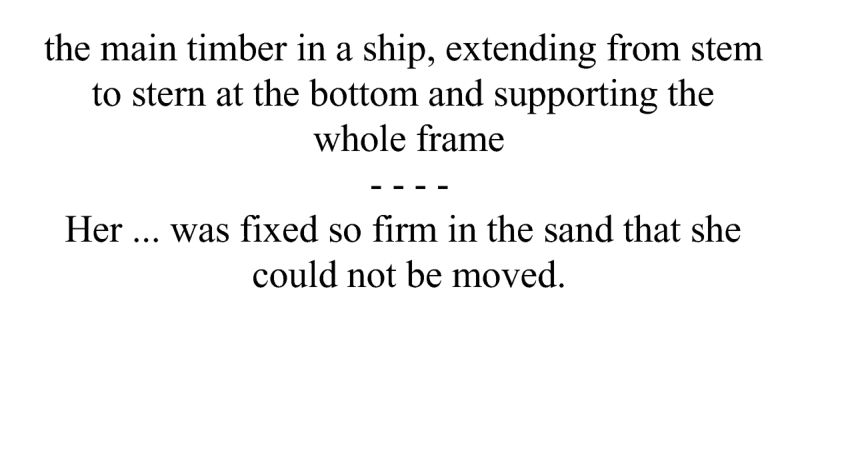 the main timber in a ship, extending from stem
to stern at the bottom and supporting the
whole frame
- - - -
Her ... was fixed so firm in the sand that she
could not be moved.